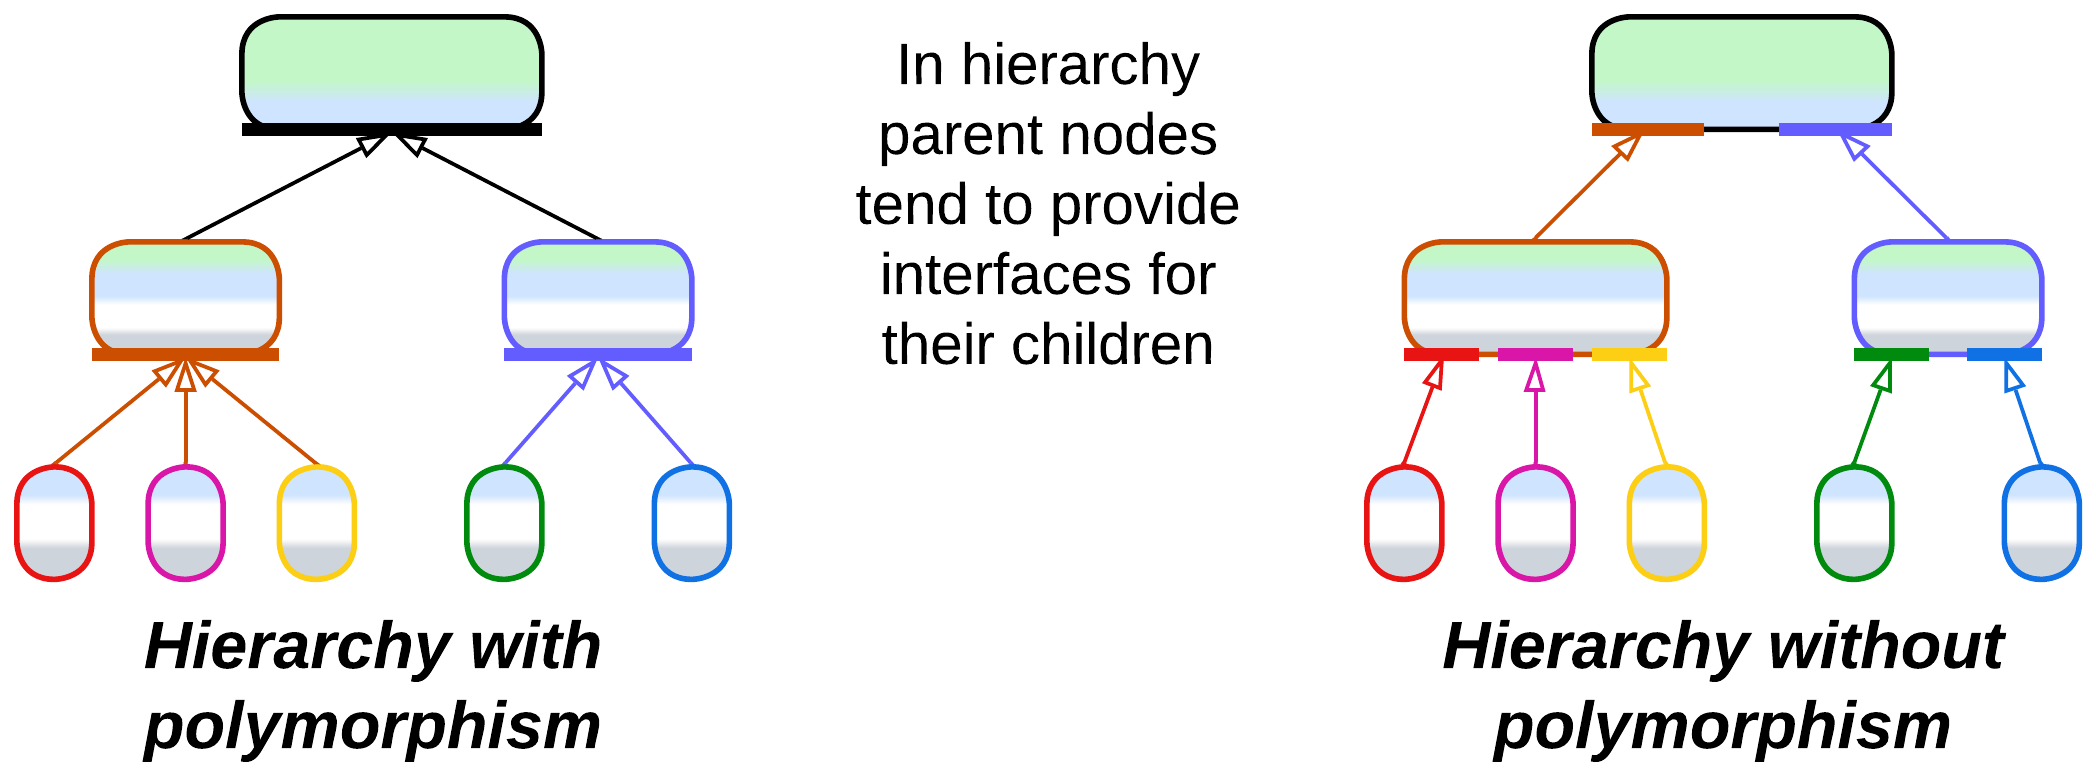 In hierarchy
parent nodes
tend to provide
interfaces for
their children
Hierarchy with
polymorphism
Hierarchy without
polymorphism